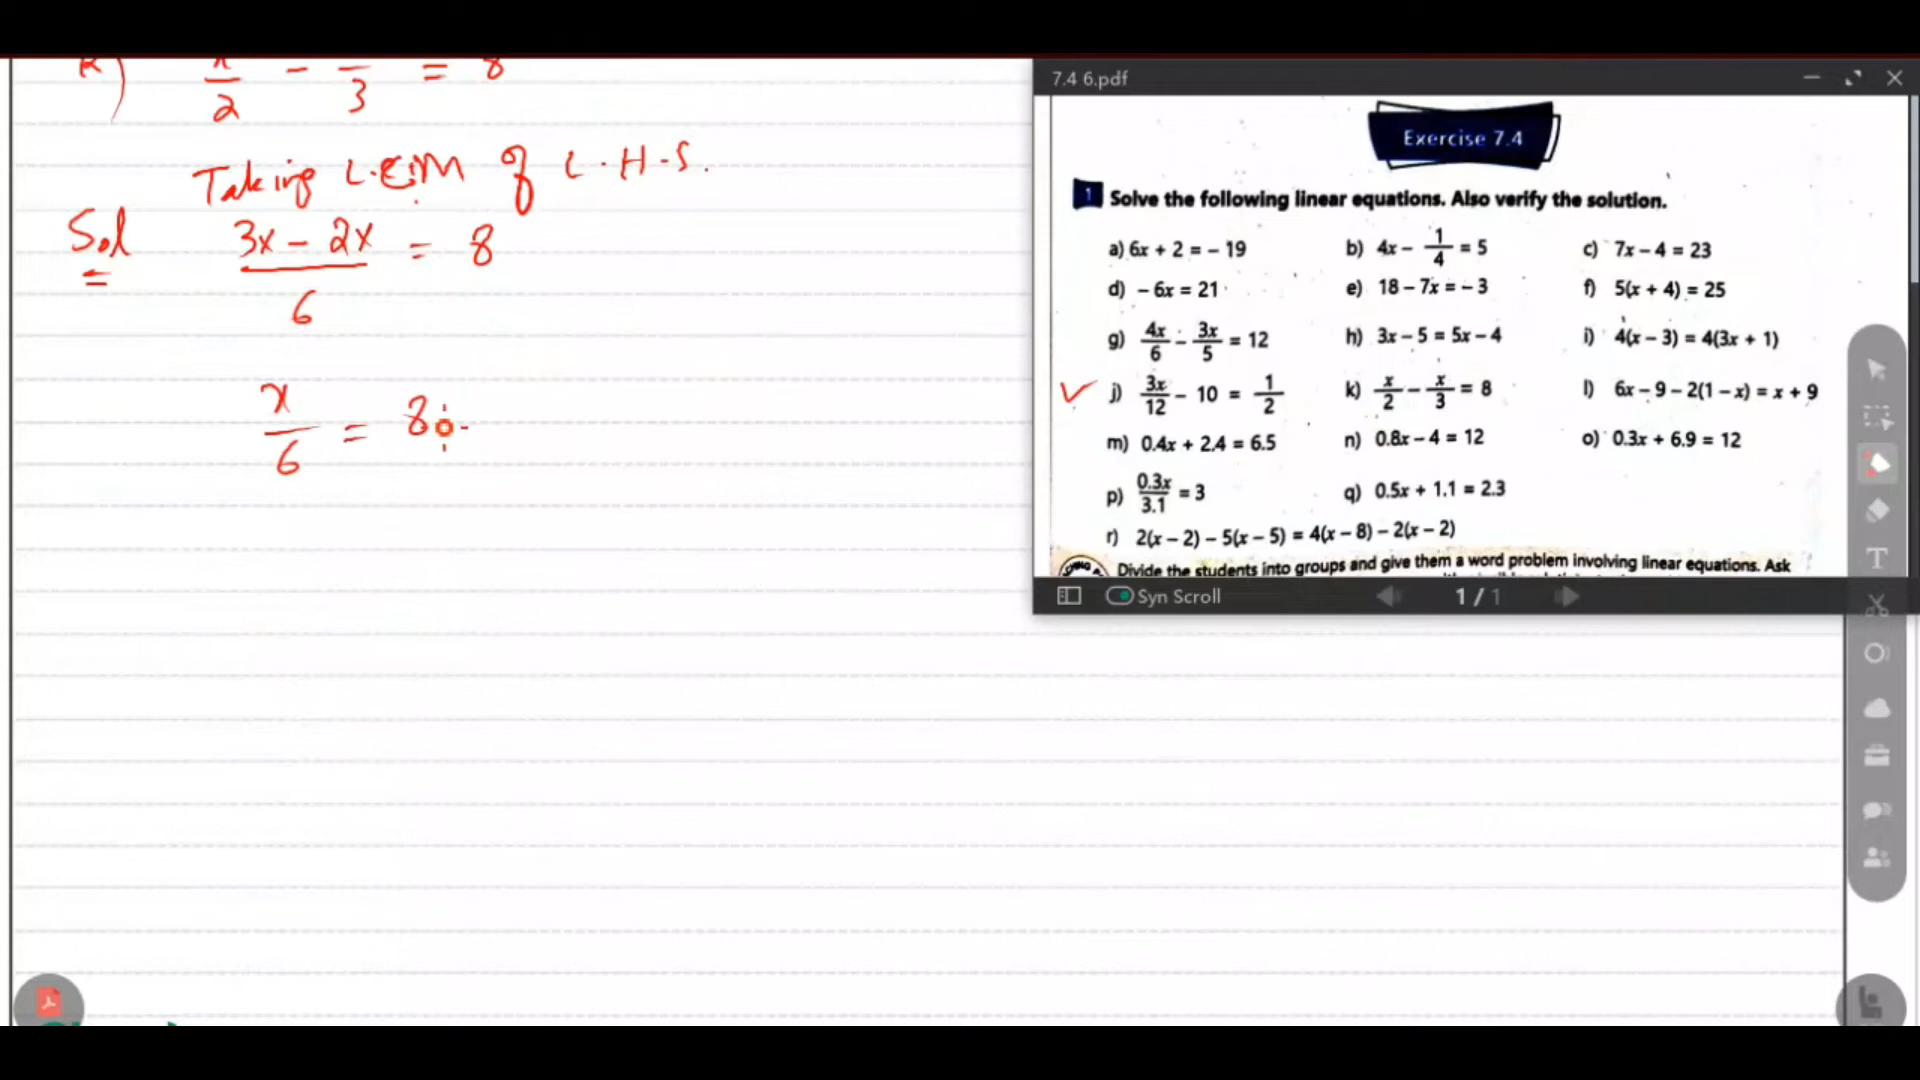 k) x/2 - /3 = 8
Taking L.C.M of L.H.S.
Sol 3x - 2x/6 = 8
x/6 = 8
7.4 6.pdf
Exercise 7.4
1 Solve the following linear equations. Also verify the solution.
a) 6x + 2 = – 19 b) 4x – 1/4 = 5 c) 7x – 4 = 23
d) – 6x = 21 e) 18 – 7x = – 3 f) 5(x + 4) = 25
g) 4x/6 – 3x/5 = 12 h) 3x – 5 = 5x – 4 i) 4(x – 3) = 4(3x + 1)
j) 3x/12 – 10 = 1/2 k) x/2 – x/3 = 8 l) 6x – 9 – 2(1 – x) = x + 9
m) 0.4x + 2.4 = 6.5 n) 0.8x – 4 = 12 o) 0.3x + 6.9 = 12
p) 0.3x/3.1 = 3 q) 0.5x + 1.1 = 2.3
r) 2(x – 2) – 5(x – 5) = 4(x – 8) – 2(x – 2)
Divide the students into groups and give them a word problem involving linear equations. Ask
Syn Scroll 1 / 1
T